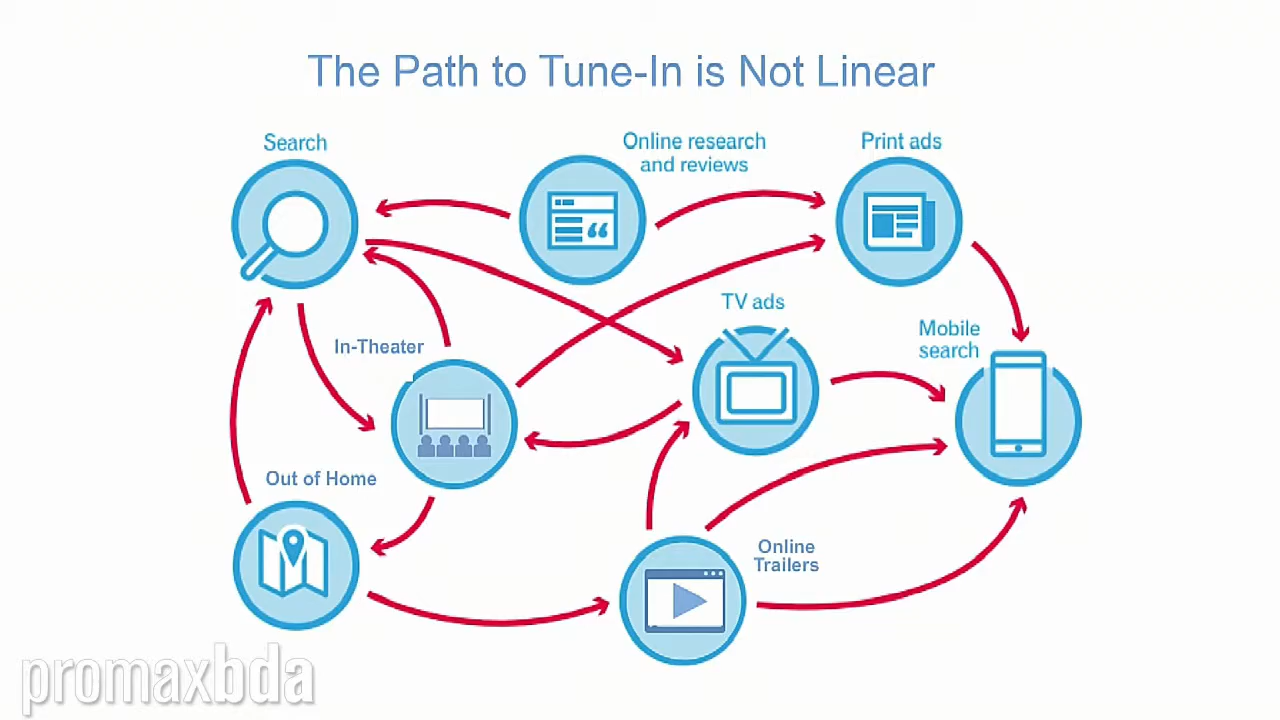 The Path to Tune-In is Not Linear
Search
Online research
and reviews
Print ads
TV ads
Mobile
search
In-Theater
Out of Home
Online
Trailers
promaxbda